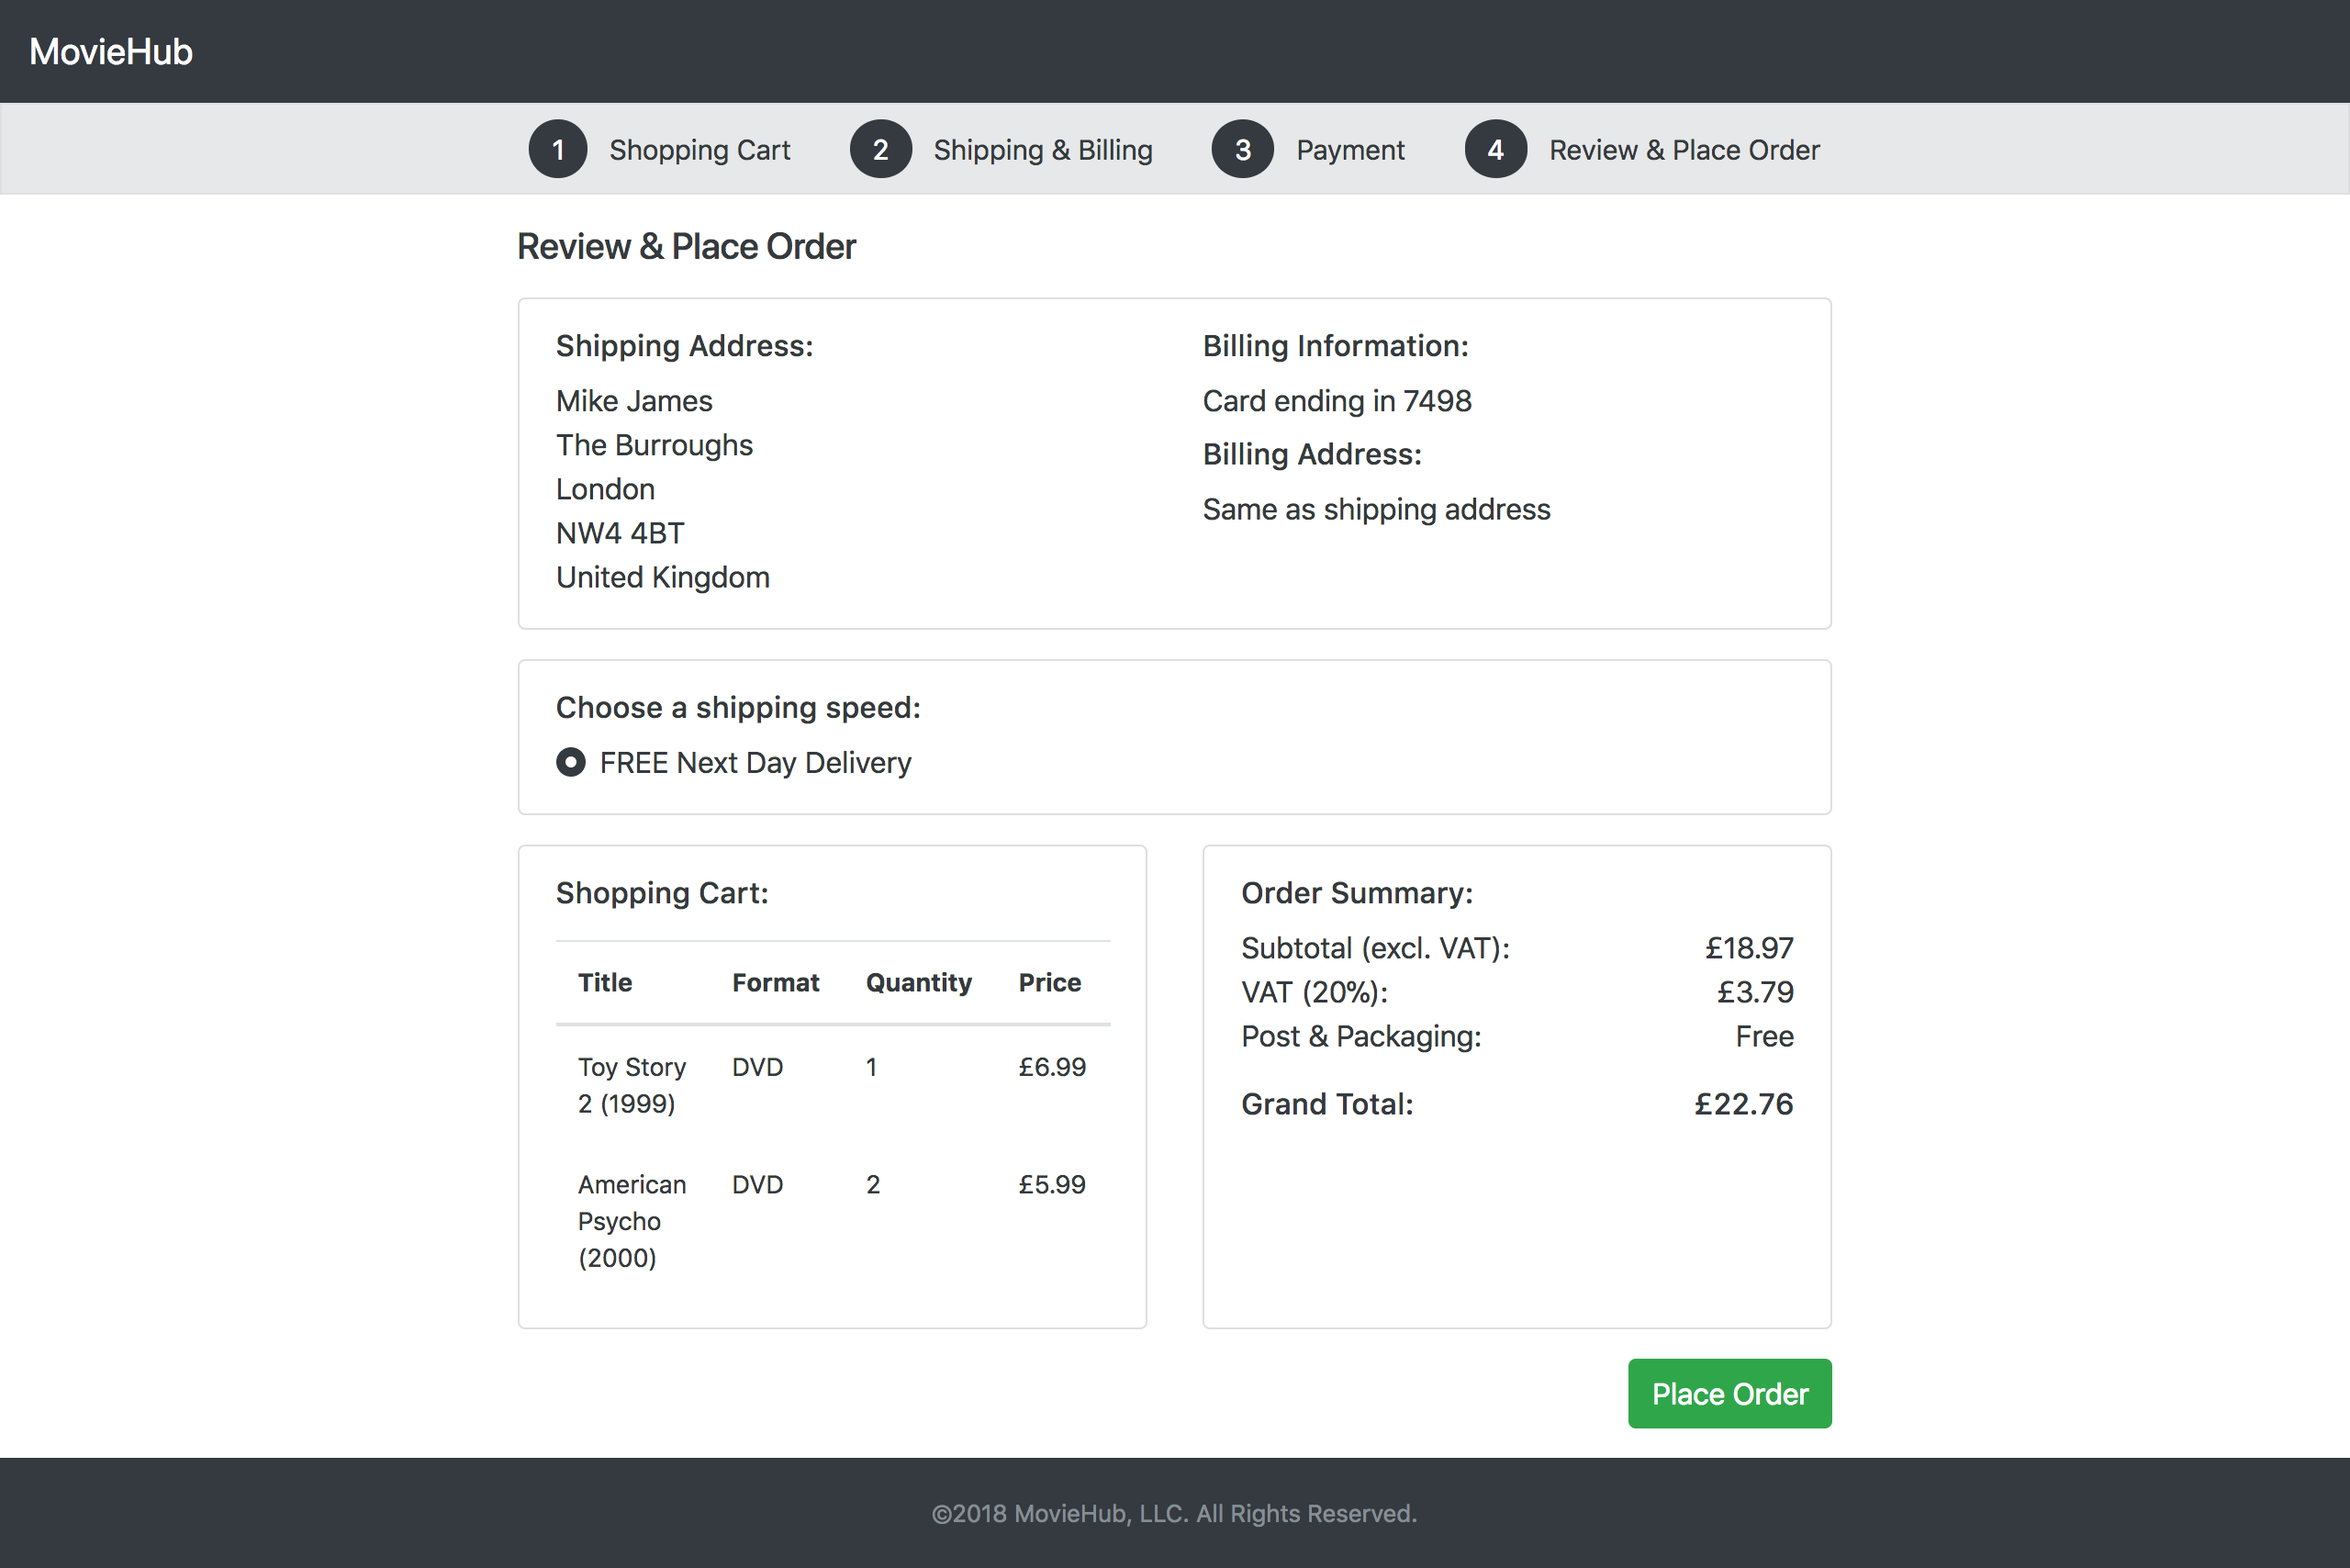 MovieHub
1 Shopping Cart 2 Shipping & Billing 3 Payment 4 Review & Place Order
Review & Place Order
Shipping Address:
Mike James
The Burroughs
London
NW4 4BT
United Kingdom
Billing Information:
Card ending in 7498
Billing Address:
Same as shipping address
Choose a shipping speed:
FREE Next Day Delivery
Shopping Cart:
Title Format Quantity Price
Toy Story DVD 1 £6.99
2 (1999)
American DVD 2 £5.99
Psycho
(2000)
Order Summary:
Subtotal (excl. VAT): £18.97
VAT (20%): £3.79
Post & Packaging: Free
Grand Total: £22.76
Place Order
©2018 MovieHub, LLC. All Rights Reserved.